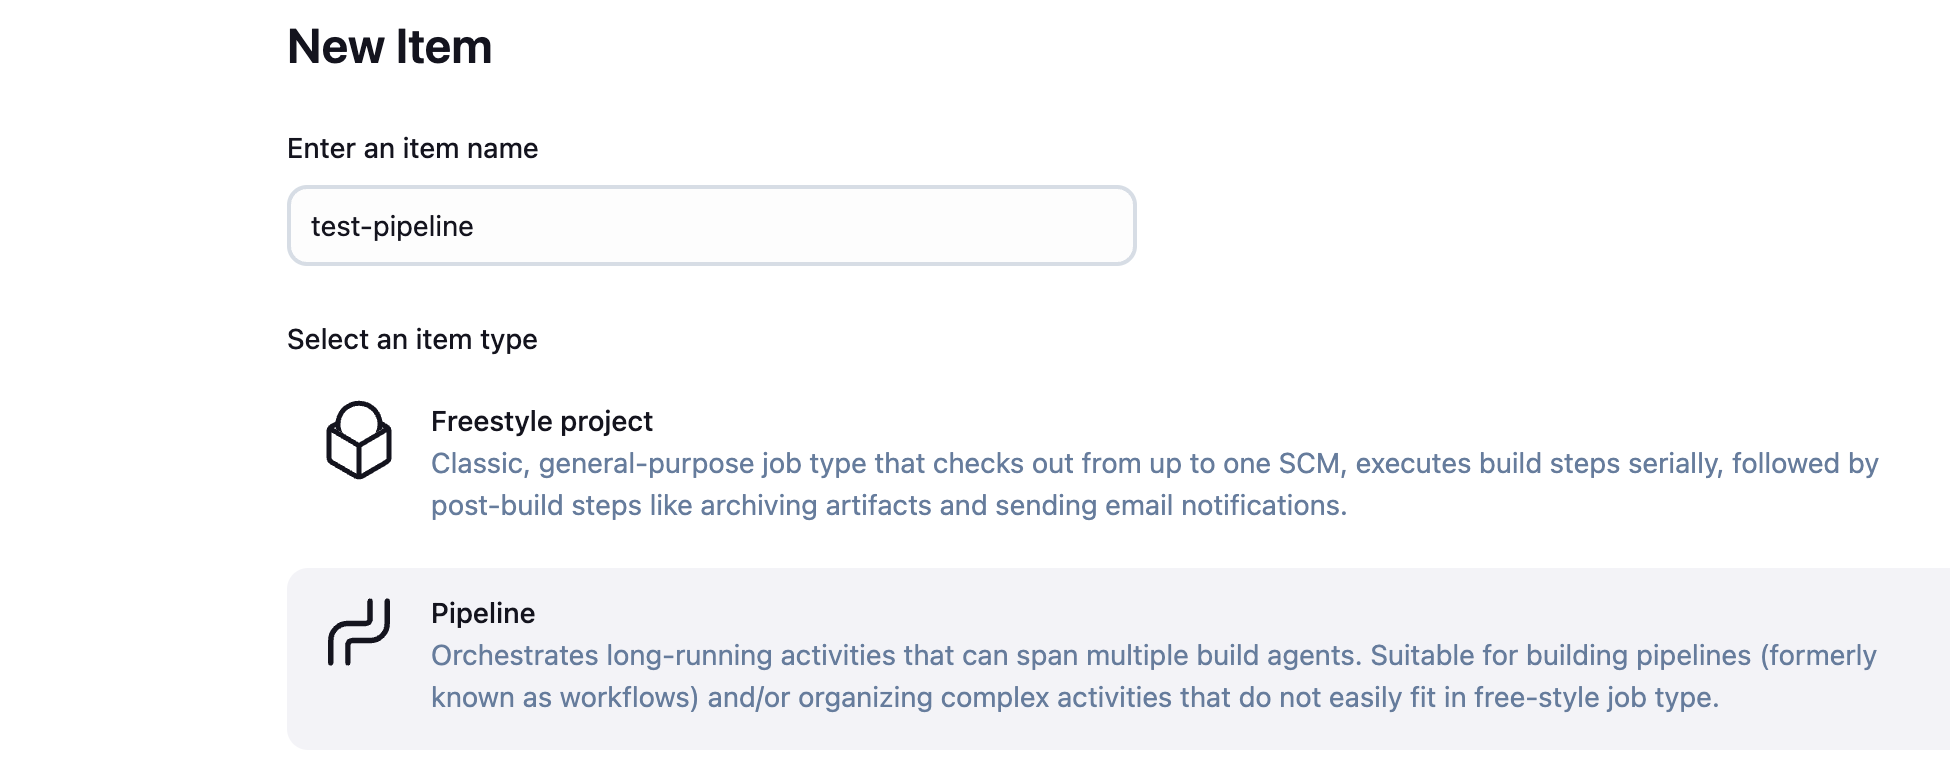 New Item
Enter an item name
test-pipeline
Select an item type
Freestyle project
Classic, general-purpose job type that checks out from up to one SCM, executes build steps serially, followed by
post-build steps like archiving artifacts and sending email notifications.
Pipeline
Orchestrates long-running activities that can span multiple build agents. Suitable for building pipelines (formerly
known as workflows) and/or organizing complex activities that do not easily fit in free-style job type.